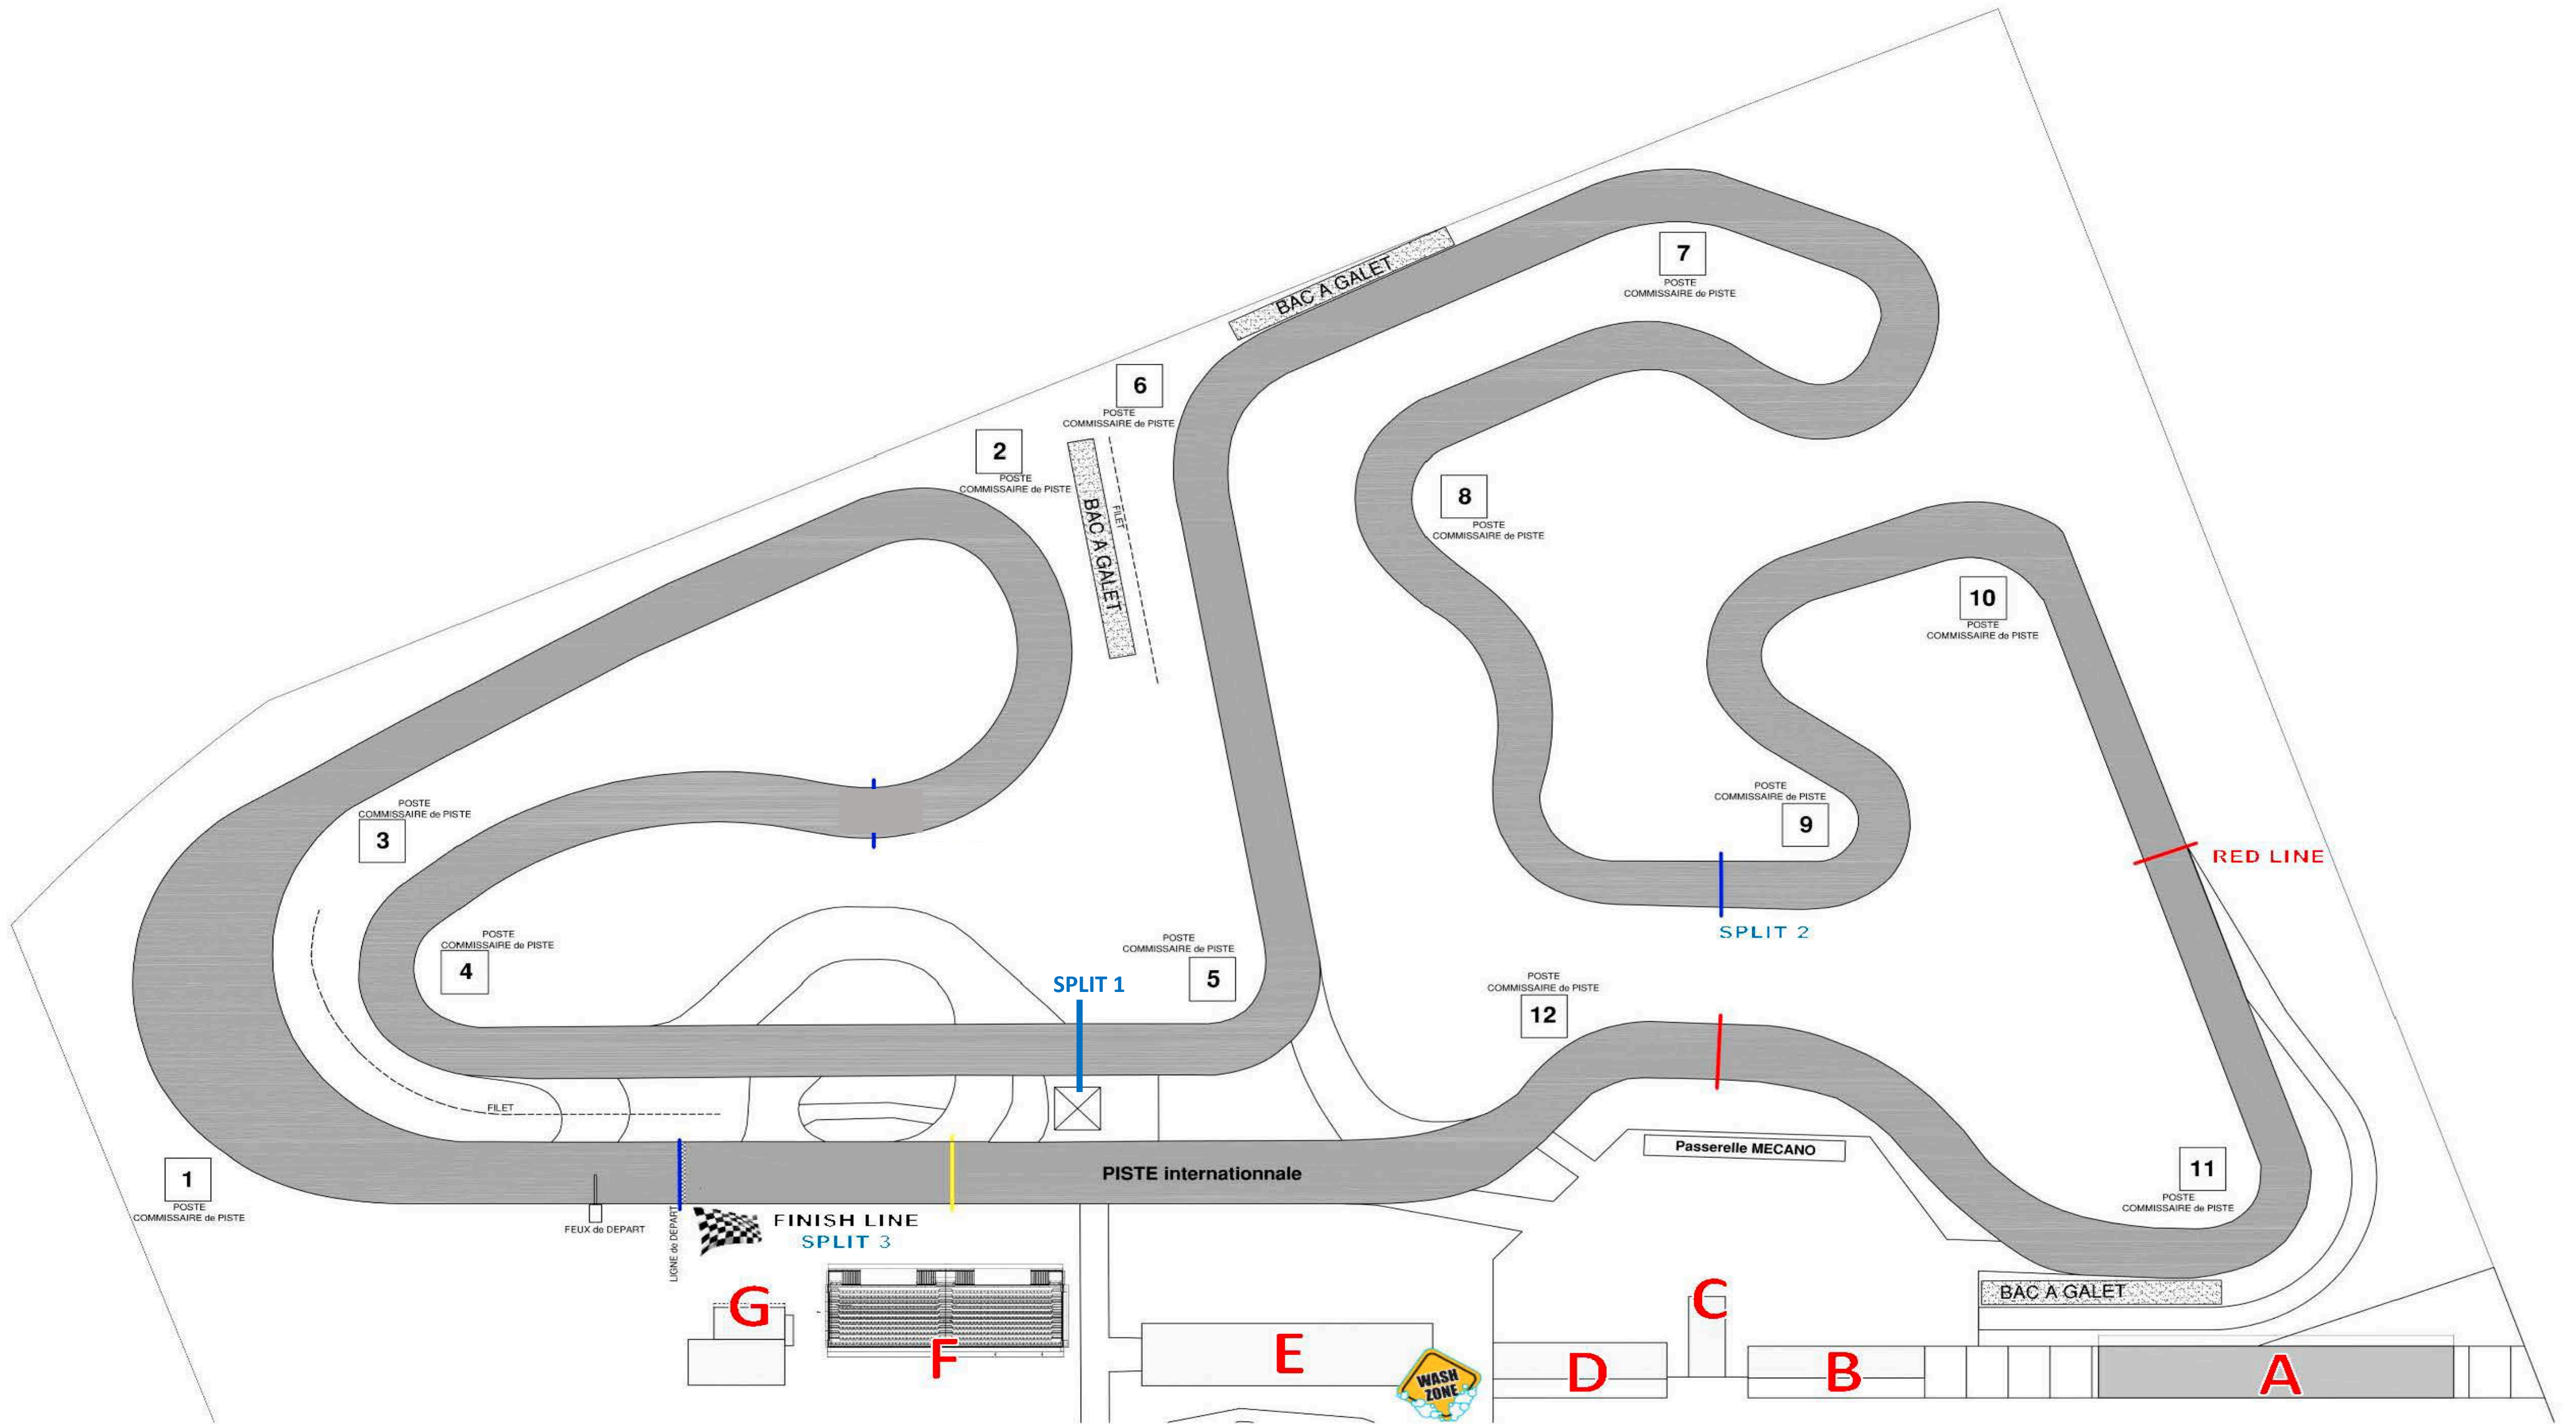 7
POSTE
COMMISSAIRE de PISTE
BAC A GALET
6
POSTE
COMMISSAIRE de PISTE
2
POSTE
COMMISSAIRE de PISTE
BAC A GALET
FILET
8
POSTE
COMMISSAIRE de PISTE
10
POSTE
COMMISSAIRE de PISTE
POSTE
COMMISSAIRE de PISTE
3
POSTE
COMMISSAIRE de PISTE
9
RED LINE
SPLIT 2
POSTE
COMMISSAIRE de PISTE
4
POSTE
COMMISSAIRE de PISTE
5
SPLIT 1
POSTE
COMMISSAIRE de PISTE
12
FILET
Passerelle MECANO
PISTE internationnale
1
POSTE
COMMISSAIRE de PISTE
11
POSTE
COMMISSAIRE de PISTE
FEUX de DEPART
LIGNE de DEPART
FINISH LINE
SPLIT 3
BAC A GALET
G
F
E
WASH
ZONE
D
C
B
A